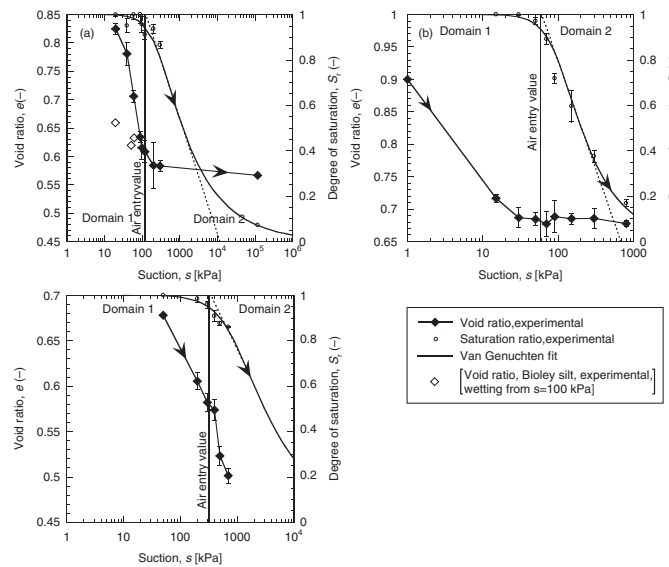 0.85
0.8
0.75
0.7
0.65
0.6
0.55
0.5
0.45
Void ratio, e(–)
(a)
Domain 1
Air entryvalue
Domain 2
1
0.8
0.6
0.4
0.2
0
Degree of saturation, Sr (–)
1 10 100 1000 10⁴ 10⁵ 10⁶
Suction, s [kPa]
1
0.95
0.9
0.85
0.8
0.75
0.7
0.65
Void ratio, e(–)
(b)
Domain 1
Air entry value
Domain 2
1
0.8
0.6
0.4
0.2
0
1 10 100 1000
Suction, s [kPa]
0.7
0.65
0.6
0.55
0.5
0.45
Void ratio, e (–)
Domain 1
Air entry value
Domain 2
1
0.8
0.6
0.4
0.2
0
Degree of saturation, Sr (–)
1 10 100 1000 10⁴
Suction, s [kPa]
Void ratio,experimental
Saturation ratio,experimental
Van Genuchten fit
[Void ratio, Bioley silt, experimental,
wetting from s=100 kPa]